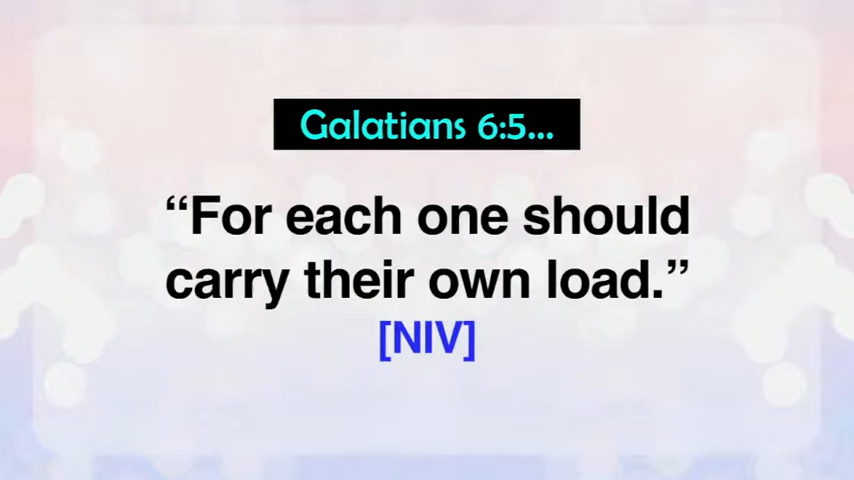 Galatians 6:5...
“For each one should
carry their own load.”
[NIV]